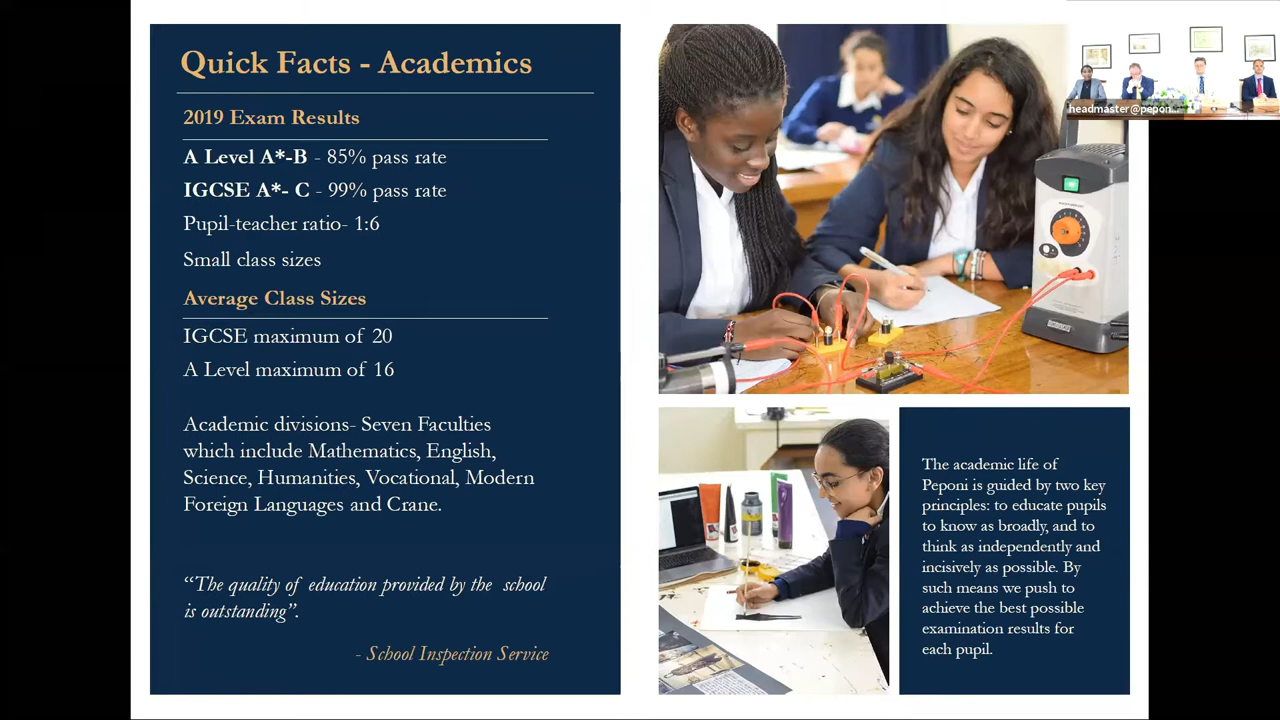 Quick Facts - Academics
2019 Exam Results
A Level A*-B - 85% pass rate
IGCSE A*- C - 99% pass rate
Pupil-teacher ratio- 1:6
Small class sizes
Average Class Sizes
IGCSE maximum of 20
A Level maximum of 16
Academic divisions- Seven Faculties
which include Mathematics, English,
Science, Humanities, Vocational, Modern
Foreign Languages and Crane.
“The quality of education provided by the school
is outstanding”.
- School Inspection Service
headmaster@pepon...
The academic life of
Peponi is guided by two key
principles: to educate pupils
to know as broadly, and to
think as independently and
incisively as possible. By
such means we push to
achieve the best possible
examination results for
each pupil.